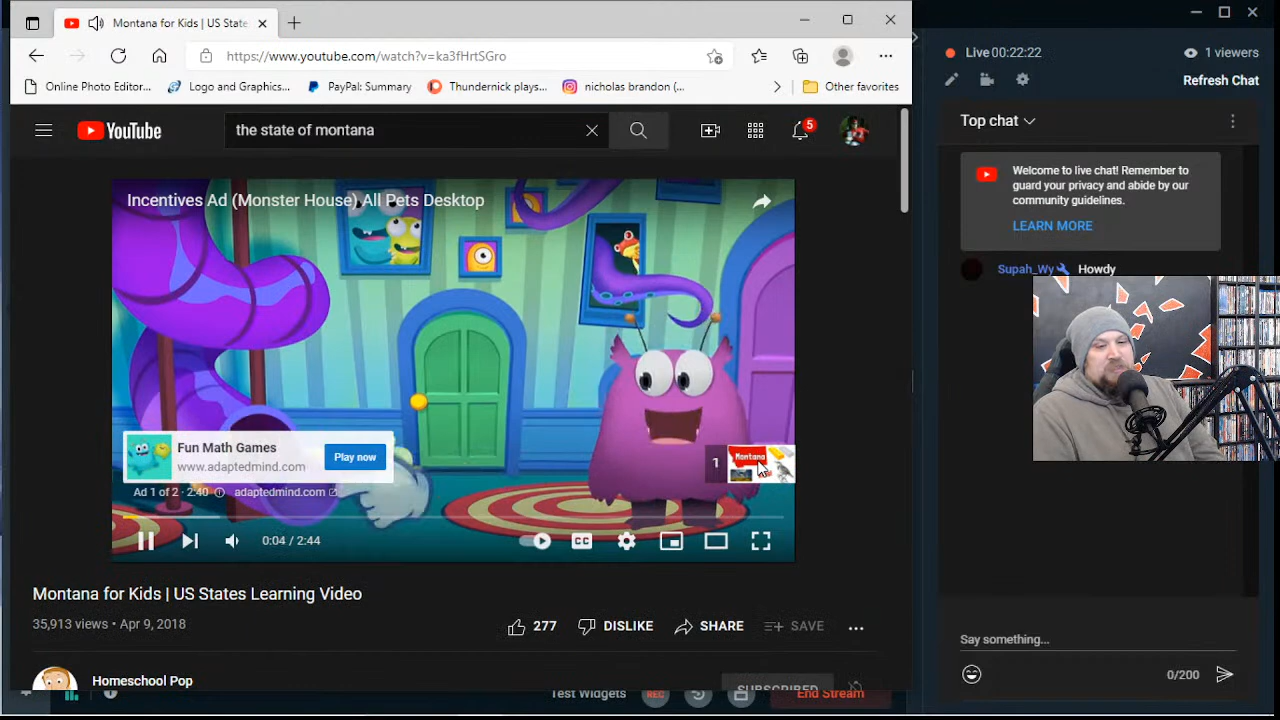 Montana for Kids | US State
https://www.youtube.com/watch?v=ka3fHrtSGro
Online Photo Editor...
Logo and Graphics...
PayPal: Summary
Thundernick plays...
nicholas brandon (...
Other favorites
YouTube
the state of montana
5
Incentives Ad (Monster House) All Pets Desktop
Fun Math Games
www.adaptedmind.com
Play now
1
Montana
Ad 1 of 2 · 2:40
adaptedmind.com
0:04 / 2:44
CC
Montana for Kids | US States Learning Video
35,913 views • Apr 9, 2018
277
DISLIKE
SHARE
SAVE
Homeschool Pop
SUBSCRIBED
Test Widgets
REC
End Stream
Live 00:22:22
1 viewers
Refresh Chat
Top chat
Welcome to live chat! Remember to
guard your privacy and abide by our
community guidelines.
LEARN MORE
Supah_Wy Howdy
Say something...
0/200